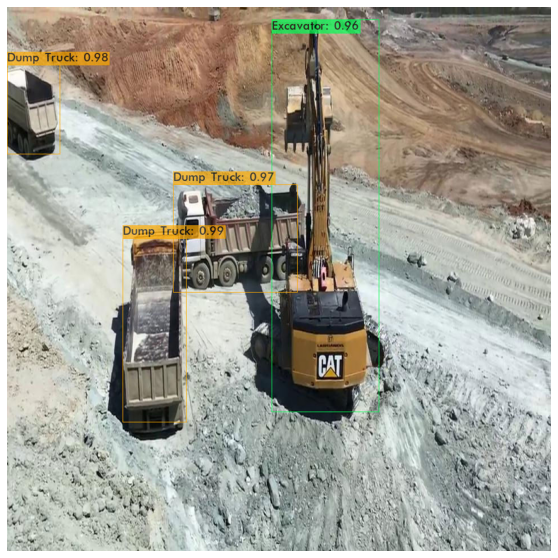 Excavator: 0.96
Dump Truck: 0.98
Dump Truck: 0.97
Dump Truck: 0.99
CAT